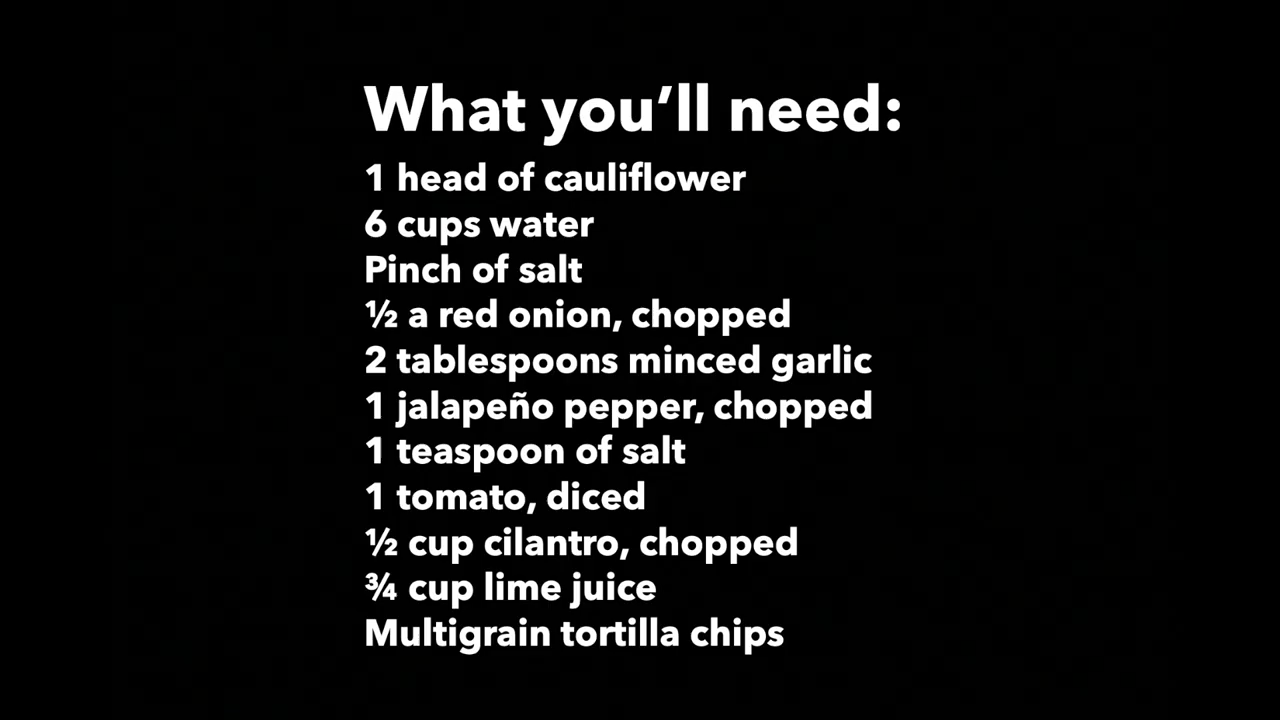 What you’ll need:
1 head of cauliflower
6 cups water
Pinch of salt
½ a red onion, chopped
2 tablespoons minced garlic
1 jalapeño pepper, chopped
1 teaspoon of salt
1 tomato, diced
½ cup cilantro, chopped
¾ cup lime juice
Multigrain tortilla chips